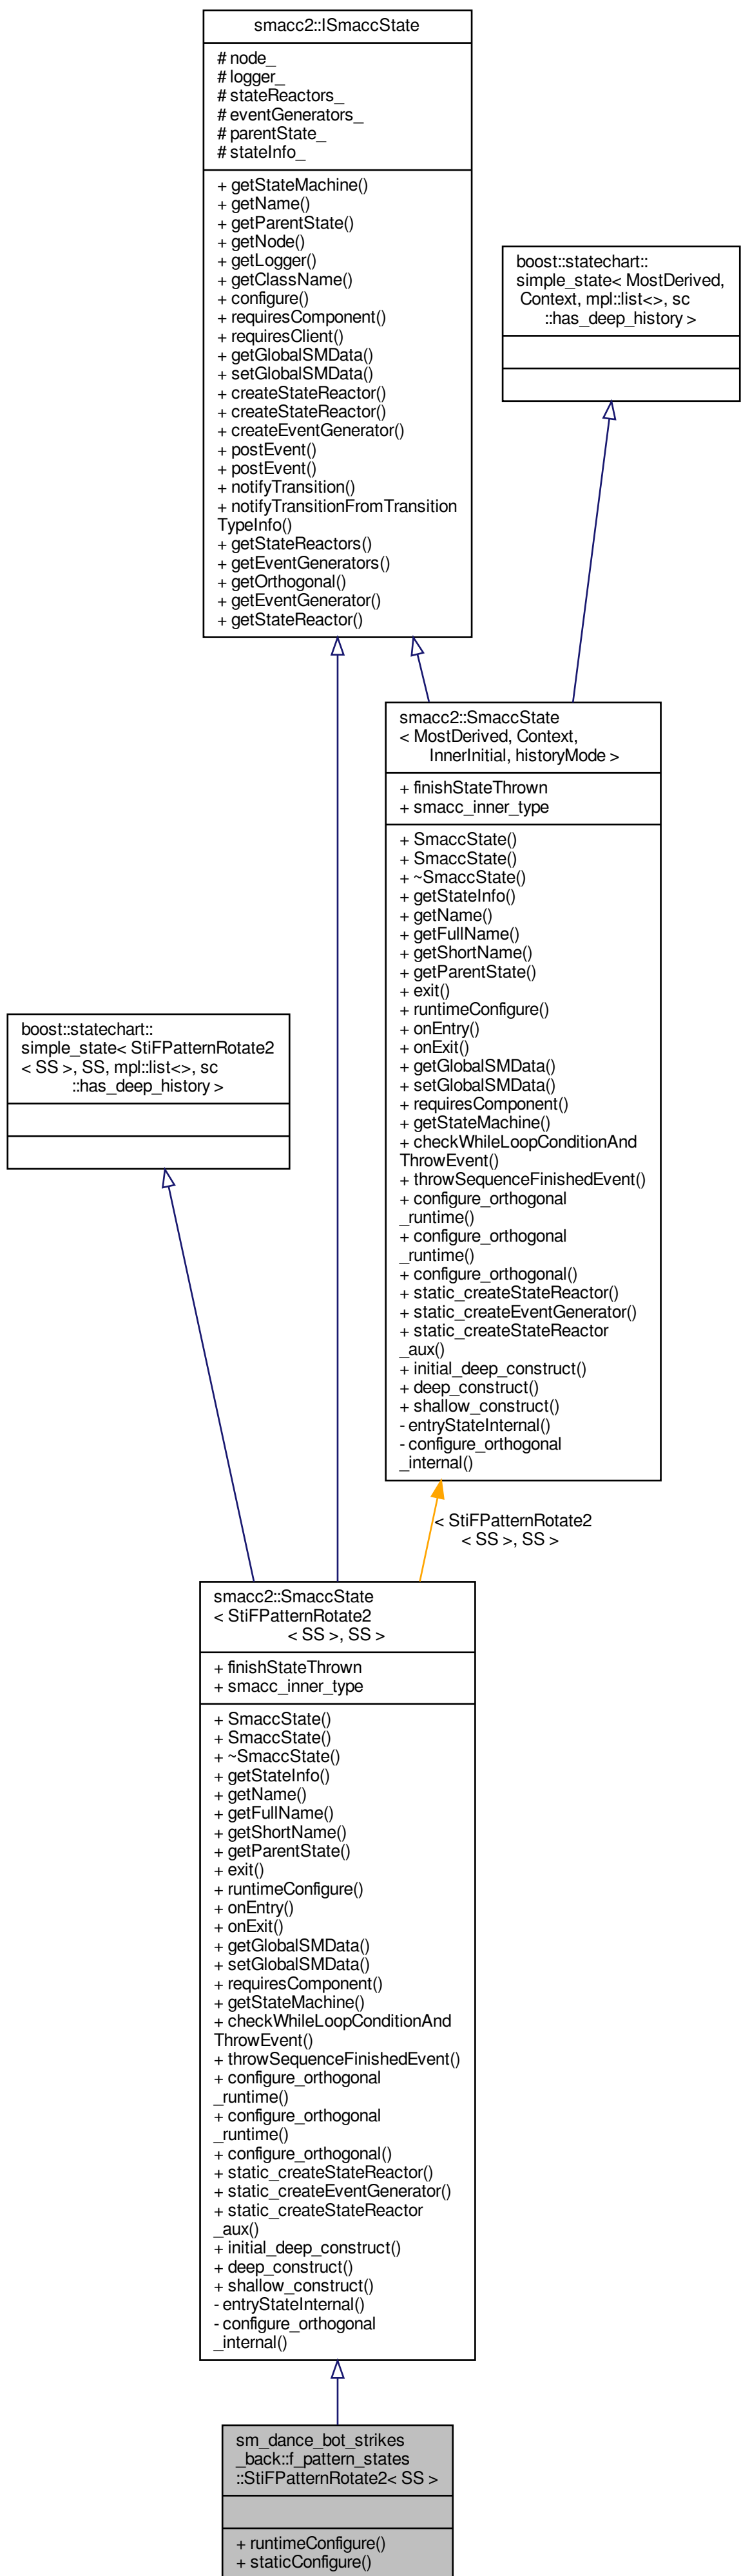 smacc2::ISmaccState
# node_
# logger_
# stateReactors_
# eventGenerators_
# parentState_
# stateInfo_
+ getStateMachine()
+ getName()
+ getParentState()
+ getNode()
+ getLogger()
+ getClassName()
+ configure()
+ requiresComponent()
+ requiresClient()
+ getGlobalSMData()
+ setGlobalSMData()
+ createStateReactor()
+ createStateReactor()
+ createEventGenerator()
+ postEvent()
+ postEvent()
+ notifyTransition()
+ notifyTransitionFromTransition
TypeInfo()
+ getStateReactors()
+ getEventGenerators()
+ getOrthogonal()
+ getEventGenerator()
+ getStateReactor()
boost::statechart::
simple_state< MostDerived,
Context, mpl::list<>, sc
::has_deep_history >
smacc2::SmaccState
< MostDerived, Context,
InnerInitial, historyMode >
+ finishStateThrown
+ smacc_inner_type
+ SmaccState()
+ SmaccState()
+ ~SmaccState()
+ getStateInfo()
+ getName()
+ getFullName()
+ getShortName()
+ getParentState()
+ exit()
+ runtimeConfigure()
+ onEntry()
+ onExit()
+ getGlobalSMData()
+ setGlobalSMData()
+ requiresComponent()
+ getStateMachine()
+ checkWhileLoopConditionAnd
ThrowEvent()
+ throwSequenceFinishedEvent()
+ configure_orthogonal
_runtime()
+ configure_orthogonal
_runtime()
+ configure_orthogonal()
+ static_createStateReactor()
+ static_createEventGenerator()
+ static_createStateReactor
_aux()
+ initial_deep_construct()
+ deep_construct()
+ shallow_construct()
- entryStateInternal()
- configure_orthogonal
_internal()
boost::statechart::
simple_state< StiFPatternRotate2
< SS >, SS, mpl::list<>, sc
::has_deep_history >
< StiFPatternRotate2
< SS >, SS >
smacc2::SmaccState
< StiFPatternRotate2
< SS >, SS >
+ finishStateThrown
+ smacc_inner_type
+ SmaccState()
+ SmaccState()
+ ~SmaccState()
+ getStateInfo()
+ getName()
+ getFullName()
+ getShortName()
+ getParentState()
+ exit()
+ runtimeConfigure()
+ onEntry()
+ onExit()
+ getGlobalSMData()
+ setGlobalSMData()
+ requiresComponent()
+ getStateMachine()
+ checkWhileLoopConditionAnd
ThrowEvent()
+ throwSequenceFinishedEvent()
+ configure_orthogonal
_runtime()
+ configure_orthogonal
_runtime()
+ configure_orthogonal()
+ static_createStateReactor()
+ static_createEventGenerator()
+ static_createStateReactor
_aux()
+ initial_deep_construct()
+ deep_construct()
+ shallow_construct()
- entryStateInternal()
- configure_orthogonal
_internal()
sm_dance_bot_strikes
_back::f_pattern_states
::StiFPatternRotate2< SS >
+ runtimeConfigure()
+ staticConfigure()